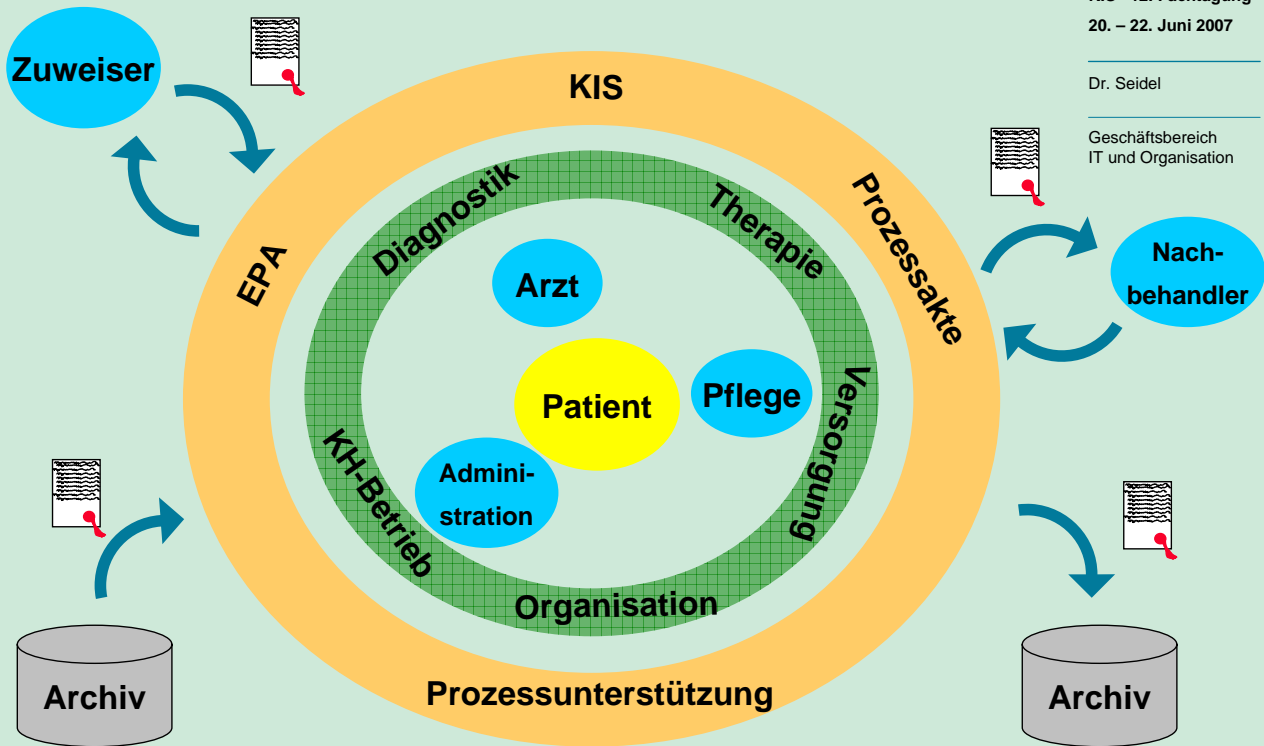 20. – 22. Juni 2007
Dr. Seidel
Geschäftsbereich
IT und Organisation
Zuweiser
KIS
EPA
Prozessakte
Diagnostik
Therapie
Nach-
behandler
Arzt
Patient
Pflege
Versorgung
KH-Betrieb
Admini-
stration
Organisation
Prozessunterstützung
Archiv
Archiv